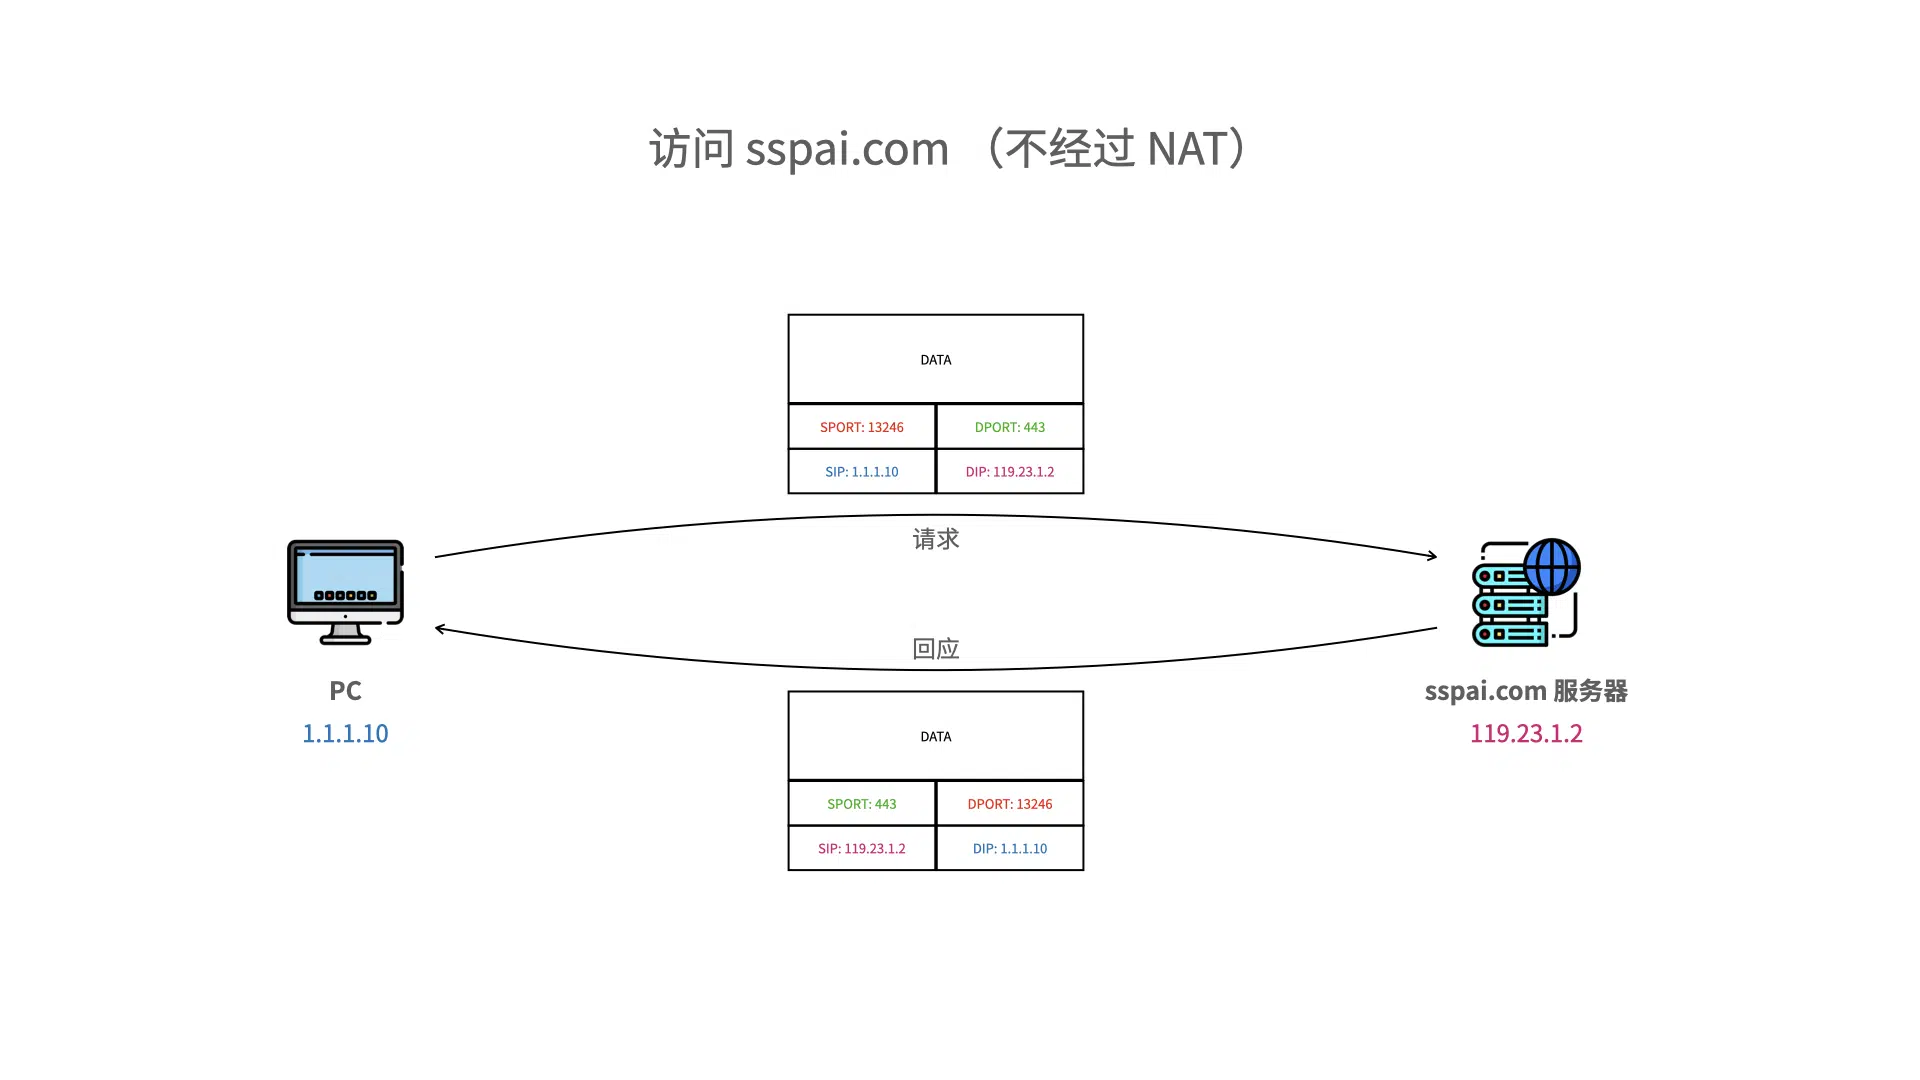 访问 sspai.com （不经过 NAT）
DATA
SPORT: 13246
DPORT: 443
SIP: 1.1.1.10
DIP: 119.23.1.2
请求
回应
PC
1.1.1.10
sspai.com 服务器
119.23.1.2
DATA
SPORT: 443
DPORT: 13246
SIP: 119.23.1.2
DIP: 1.1.1.10